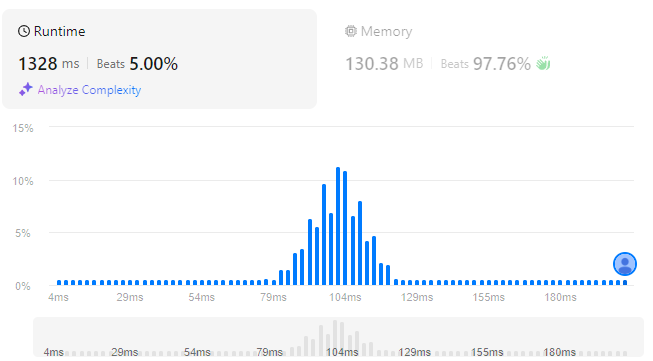 Runtime
1328 ms | Beats 5.00%
Analyze Complexity
Memory
130.38 MB | Beats 97.76%
15%
10%
5%
0%
4ms 29ms 54ms 79ms 104ms 129ms 155ms 180ms
4ms 29ms 54ms 79ms 104ms 129ms 155ms 180ms